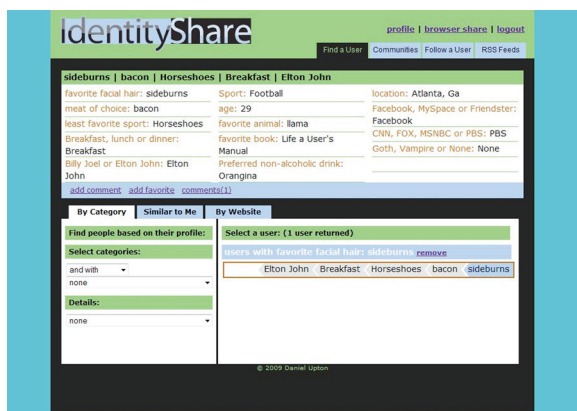 IdentityShare
profile | browser share | logout
Find a User Communities Follow a User RSS Feeds
sideburns | bacon | Horseshoes | Breakfast | Elton John
favorite facial hair: sideburns
meat of choice: bacon
least favorite sport: Horseshoes
Breakfast, lunch or dinner:
Breakfast
Billy Joel or Elton John: Elton
John
Sport: Football
age: 29
favorite animal: llama
favorite book: Life a User's
Manual
Preferred non-alcoholic drink:
Orangina
location: Atlanta, Ga
Facebook, MySpace or Friendster:
Facebook
CNN, FOX, MSNBC or PBS: PBS
Goth, Vampire or None: None
add comment add favorite comments(1)
By Category Similar to Me By Website
Find people based on their profile:
Select categories:
and with
none
Details:
none
Select a user: (1 user returned)
users with favorite facial hair: sideburns remove
Elton John Breakfast Horseshoes bacon sideburns
© 2009 Daniel Upton